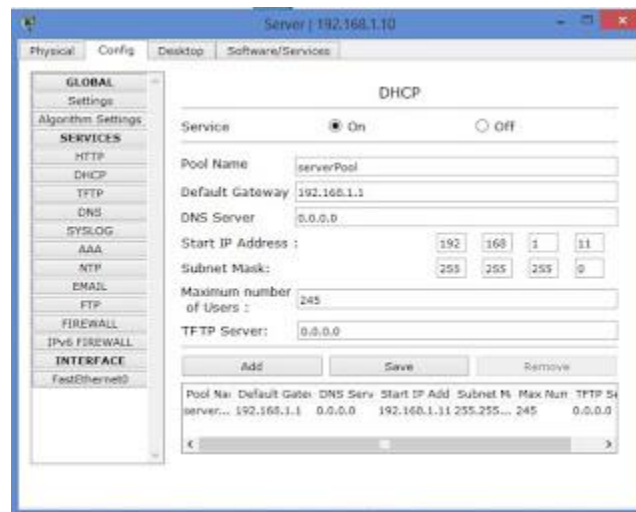 Server | 192.168.1.10
Physical Config Desktop Software/Services
GLOBAL
Settings
Algorithm Settings
SERVICES
HTTP
DHCP
TFTP
DNS
SYSLOG
AAA
NTP
EMAIL
FTP
FIREWALL
IPv6 FIREWALL
INTERFACE
FastEthernet0
DHCP
Service On Off
Pool Name serverPool
Default Gateway 192.168.1.1
DNS Server 0.0.0.0
Start IP Address : 192 168 1 11
Subnet Mask: 255 255 255 0
Maximum number
of Users : 245
TFTP Server: 0.0.0.0
Add Save Remove
Pool Nar Default Gate DNS Serv Start IP Add Subnet M Max Num TFTP Se
server... 192.168.1.1 0.0.0.0 192.168.1.11 255.255... 245 0.0.0.0